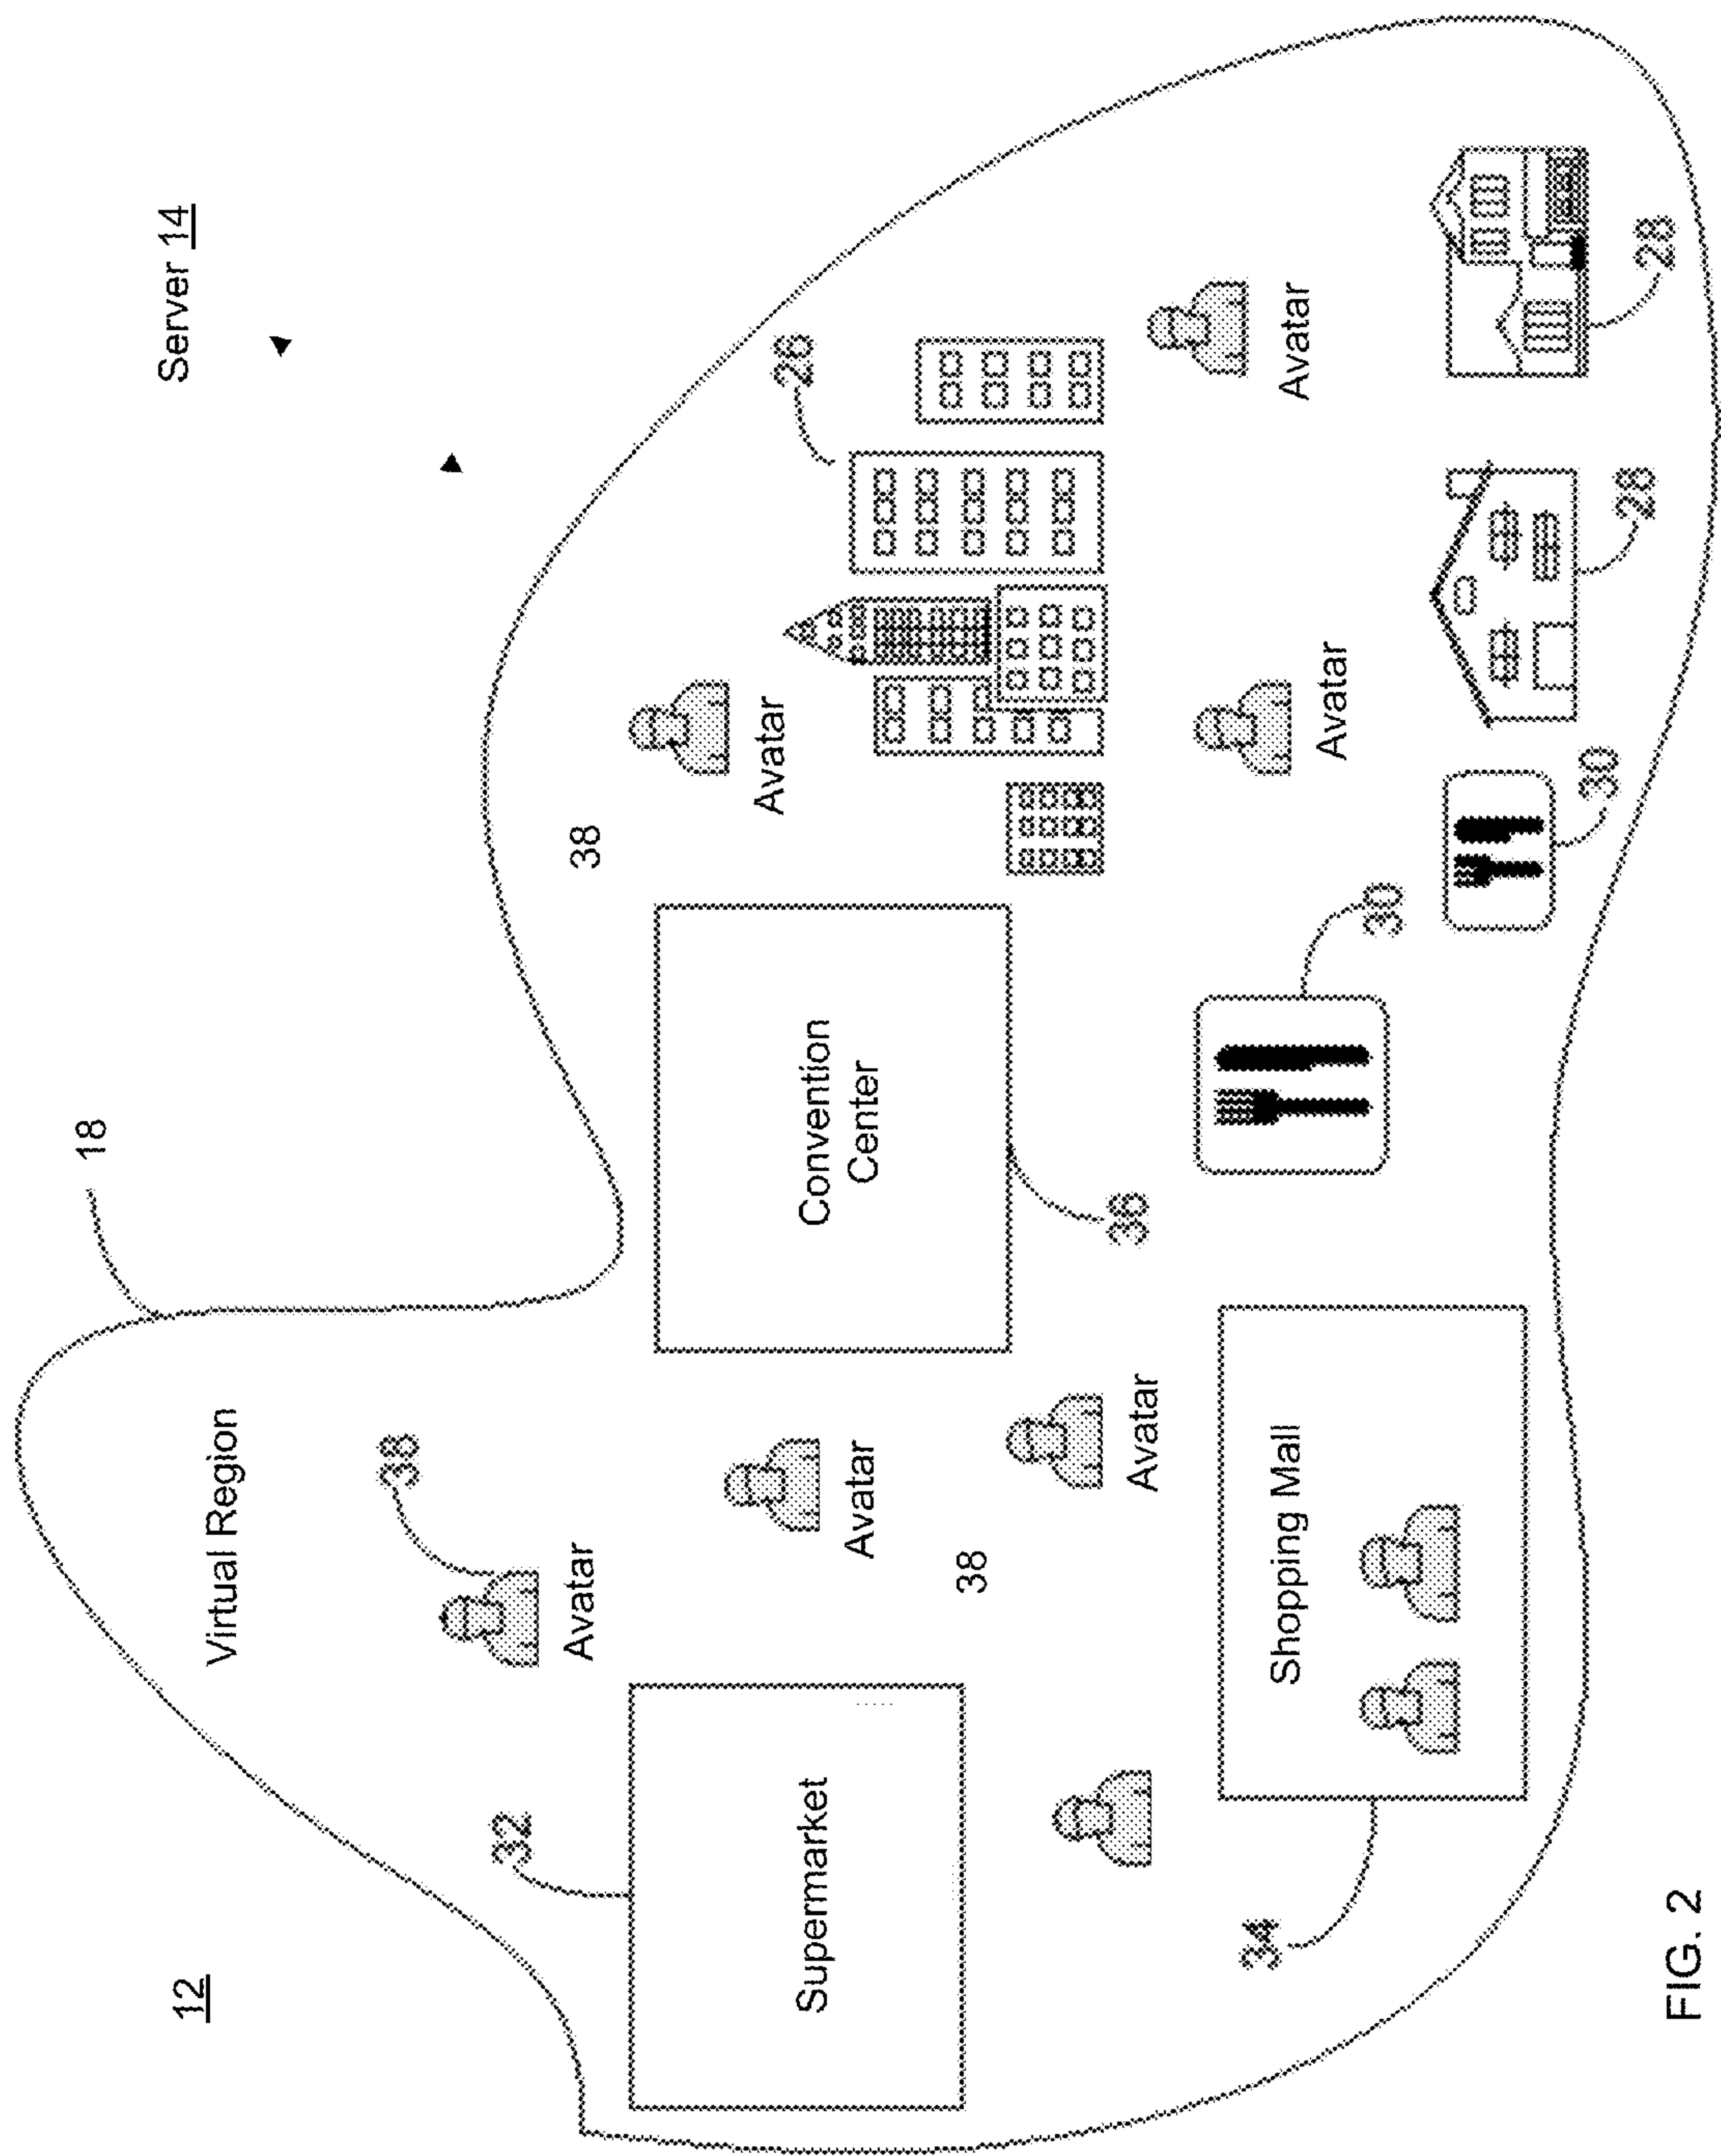 18
12
Server 14
Virtual Region
38
32
Avatar
38
Avatar
26
Supermarket
Convention
Center
Avatar
38
36
Avatar
34
Shopping Mall
Avatar
Avatar
30
30
28
28
FIG. 2